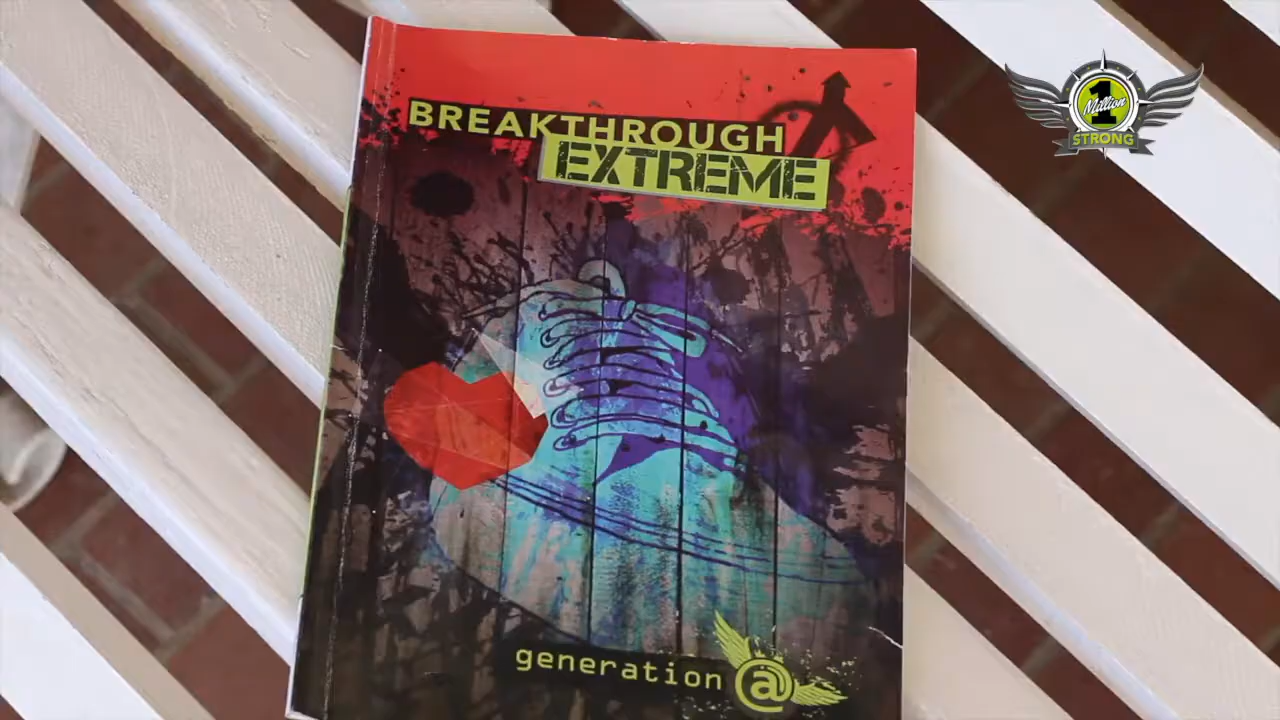 BREAKTHROUGH
EXTREME
1
Million
STRONG
generation @